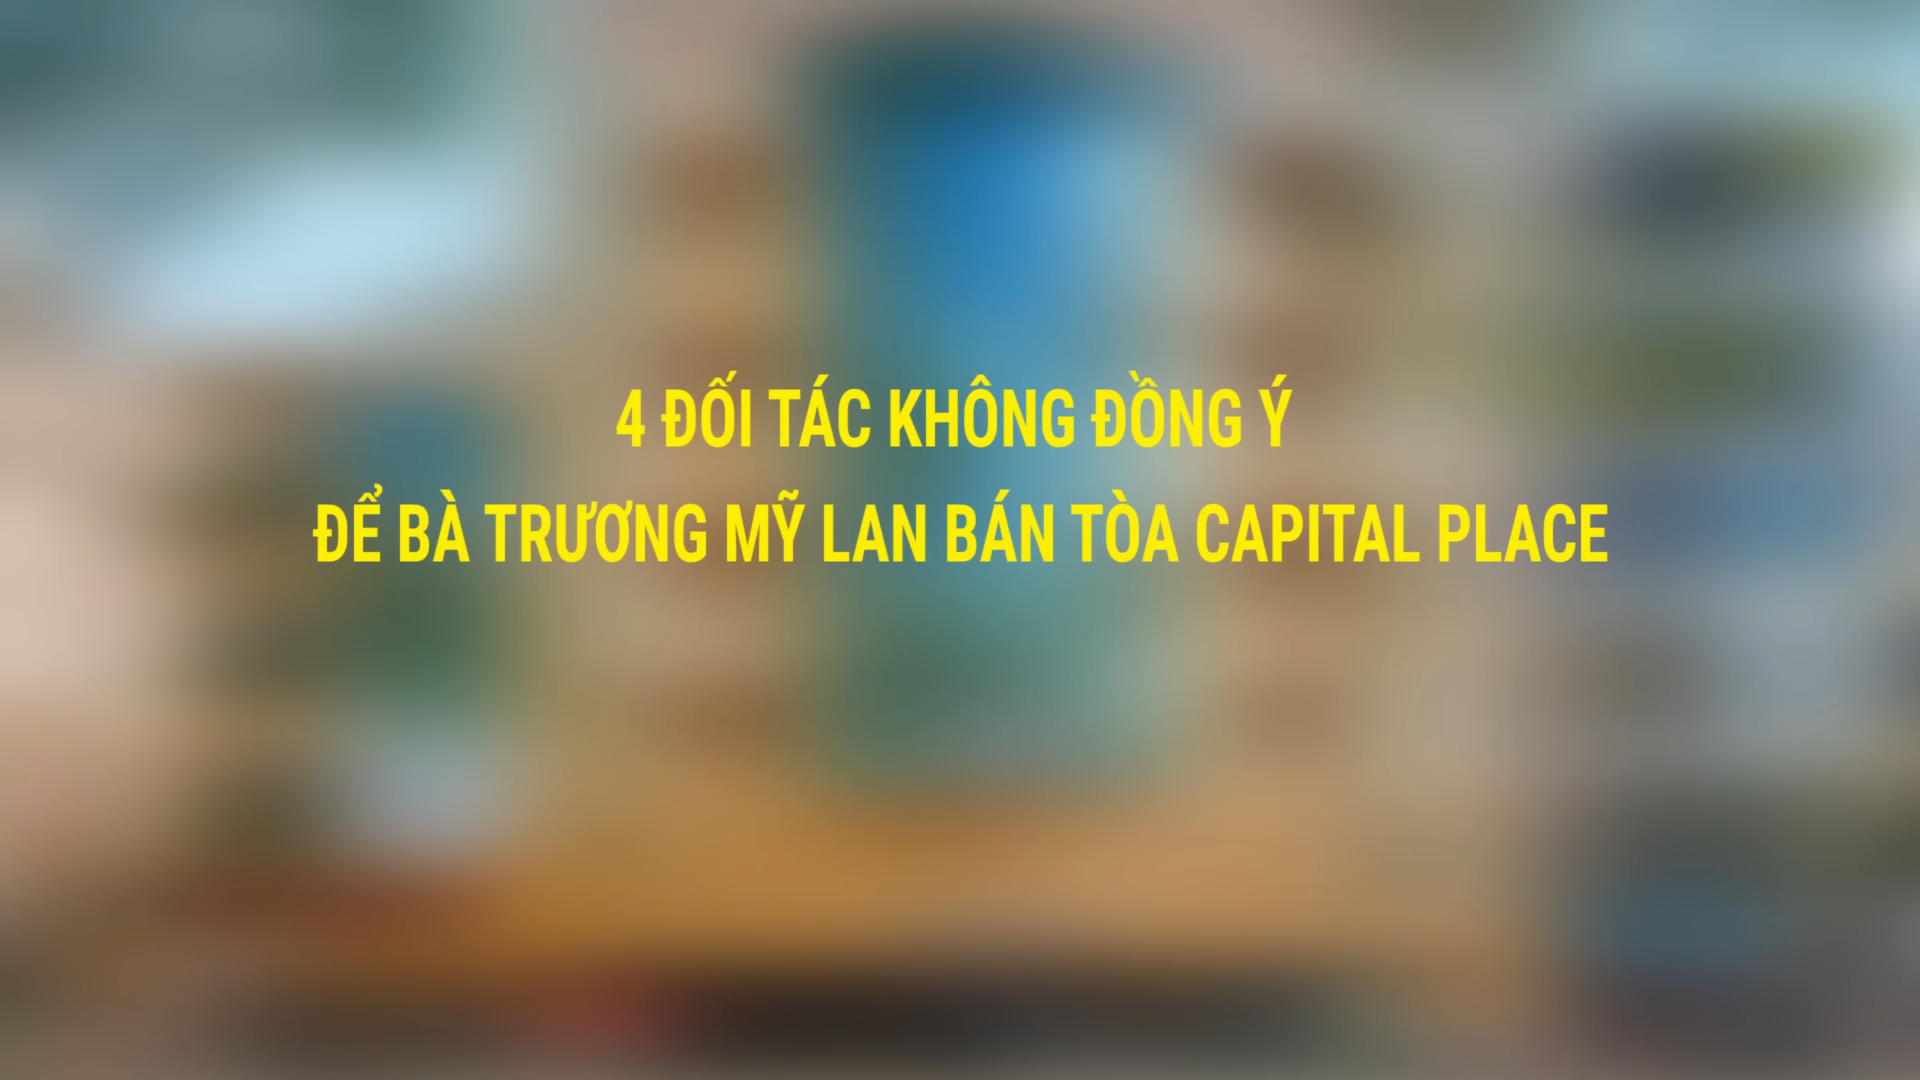 4 ĐỐI TÁC KHÔNG ĐỒNG Ý
ĐỂ BÀ TRƯƠNG MỸ LAN BÁN TÒA CAPITAL PLACE